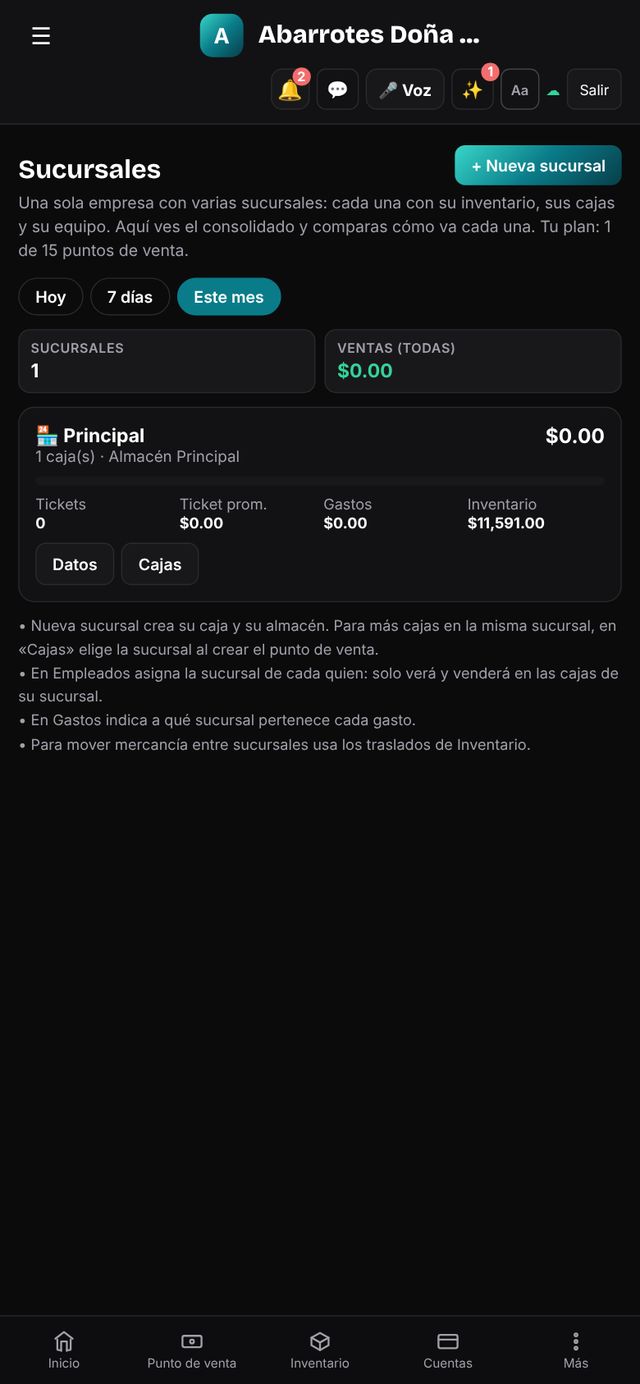 ☰ A Abarrotes Doña ...
🔔 2 💬 🎤 Voz ✨ 1 Aa ☁ Salir
Sucursales
+ Nueva sucursal
Una sola empresa con varias sucursales: cada una con su inventario, sus cajas
y su equipo. Aquí ves el consolidado y comparas cómo va cada una. Tu plan: 1
de 15 puntos de venta.
Hoy 7 días Este mes
SUCURSALES
1
VENTAS (TODAS)
$0.00
🏪 Principal $0.00
1 caja(s) · Almacén Principal
Tickets Ticket prom. Gastos Inventario
0 $0.00 $0.00 $11,591.00
Datos Cajas
• Nueva sucursal crea su caja y su almacén. Para más cajas en la misma sucursal, en
«Cajas» elige la sucursal al crear el punto de venta.
• En Empleados asigna la sucursal de cada quien: solo verá y venderá en las cajas de
su sucursal.
• En Gastos indica a qué sucursal pertenece cada gasto.
• Para mover mercancía entre sucursales usa los traslados de Inventario.
Inicio Punto de venta Inventario Cuentas Más